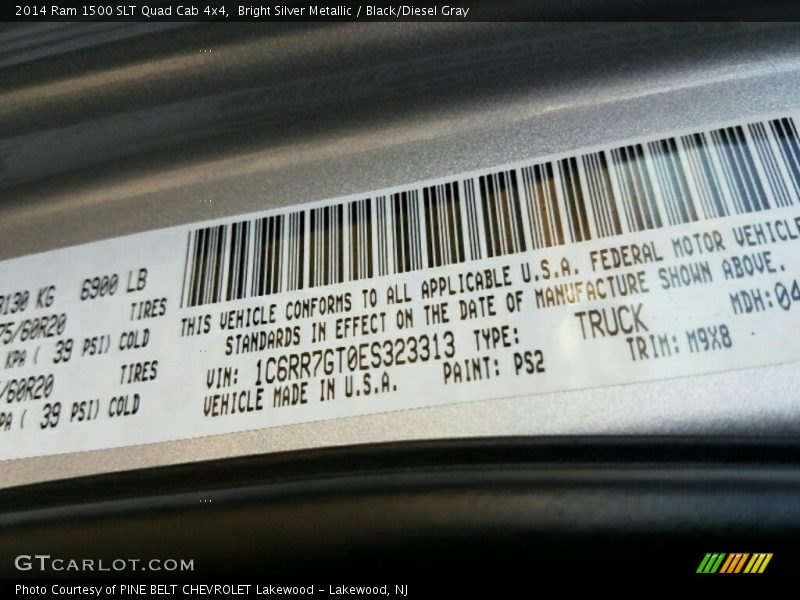 2014 Ram 1500 SLT Quad Cab 4x4, Bright Silver Metallic / Black/Diesel Gray
KG 6900 LB
TIRES
75/60R20
KPA ( 39 PSI) COLD
TIRES
/60R20
PA ( 39 PSI) COLD
THIS VEHICLE CONFORMS TO ALL APPLICABLE U.S.A. FEDERAL MOTOR VEHICLE
STANDARDS IN EFFECT ON THE DATE OF MANUFACTURE SHOWN ABOVE.
VIN: 1C6RR7GT0ES323313 TYPE: TRUCK MDH: 04
VEHICLE MADE IN U.S.A. PAINT: PS2 TRIM: M9X8
GTCARLOT.COM
Photo Courtesy of PINE BELT CHEVROLET Lakewood - Lakewood, NJ